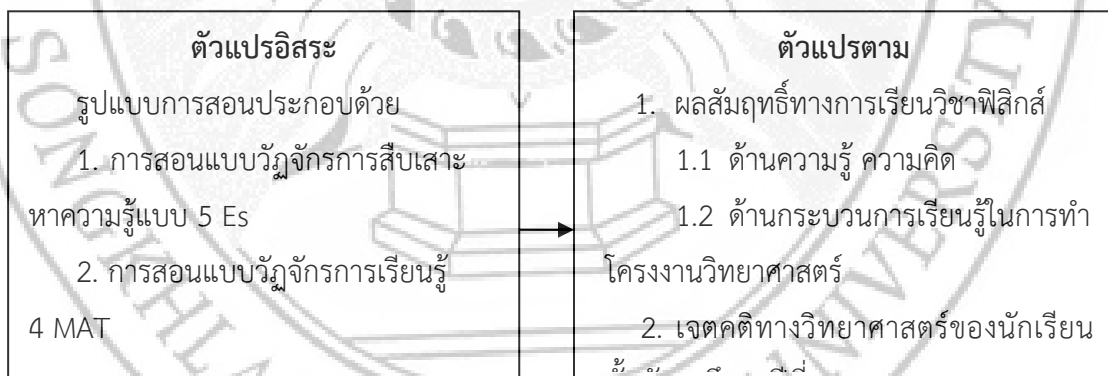 ตัวแปรอิสระ
รูปแบบการสอนประกอบด้วย
1. การสอนแบบวัฏจักรการสืบเสาะ
หาความรู้แบบ 5 Es
2. การสอนแบบวัฏจักรการเรียนรู้
4 MAT
ตัวแปรตาม
1. ผลสัมฤทธิ์ทางการเรียนวิชาฟิสิกส์
1.1 ด้านความรู้ ความคิด
1.2 ด้านกระบวนการเรียนรู้ในการทำ
โครงงานวิทยาศาสตร์
2. เจตคติทางวิทยาศาสตร์ของนักเรียน
SONGKHLA
UNIVERSITY